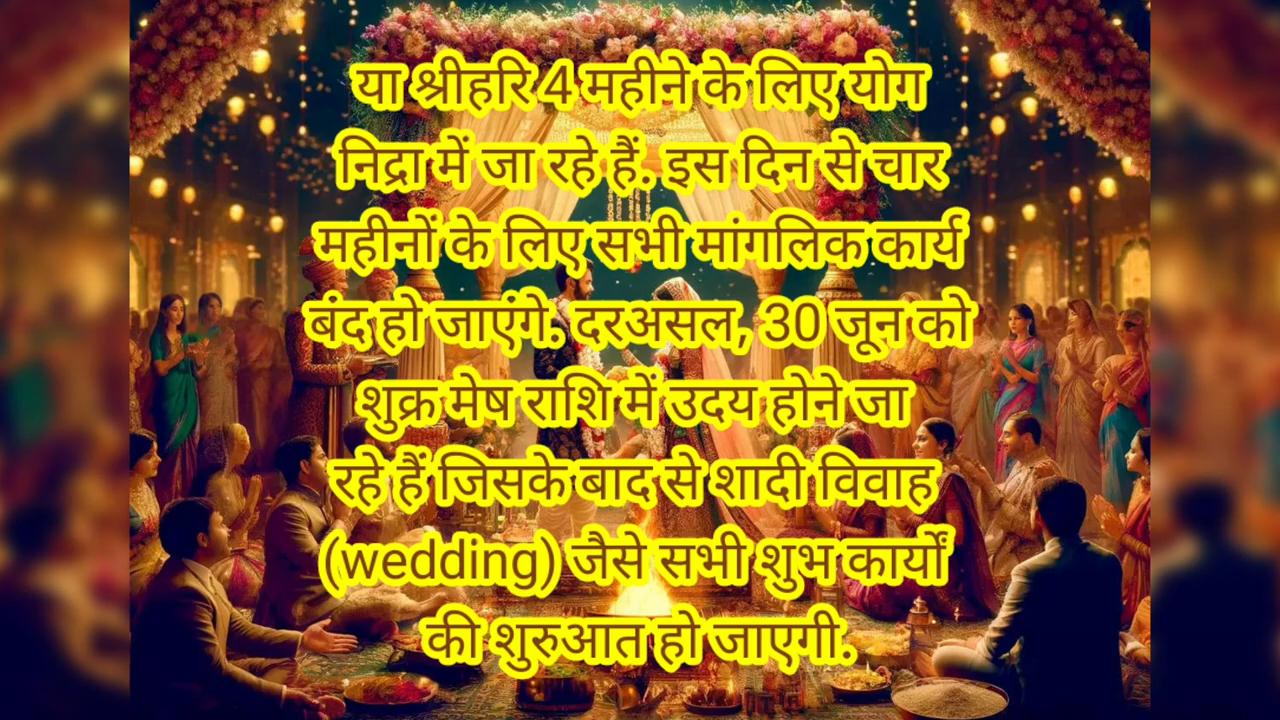 या श्रीहरि 4 महीने के लिए योग
निद्रा में जा रहे हैं. इस दिन से चार
महीनों के लिए सभी मांगलिक कार्य
बंद हो जाएंगे. दरअसल, 30 जून को
शुक्र मेष राशि में उदय होने जा
रहे हैं जिसके बाद से शादी विवाह
(wedding) जैसे सभी शुभ कार्यों
की शुरुआत हो जाएगी.